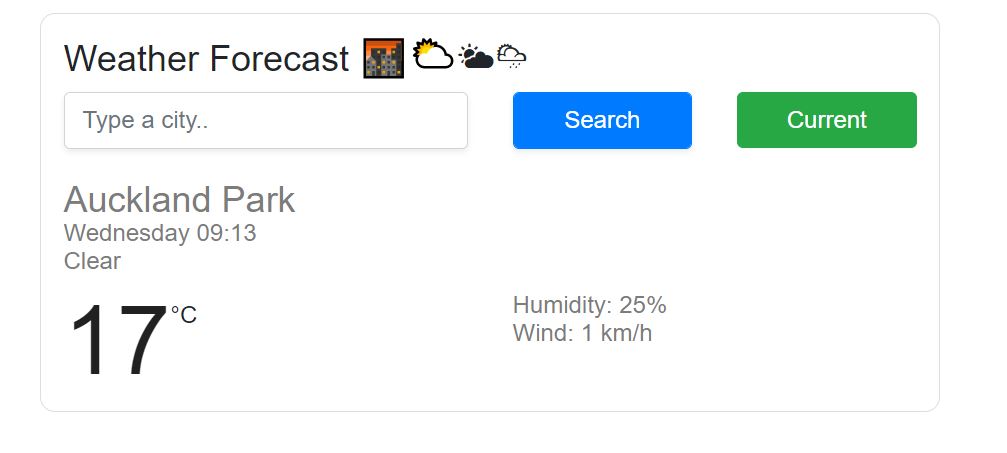 Weather Forecast
Type a city..
Search
Current
Auckland Park
Wednesday 09:13
Clear
17°C
Humidity: 25%
Wind: 1 km/h